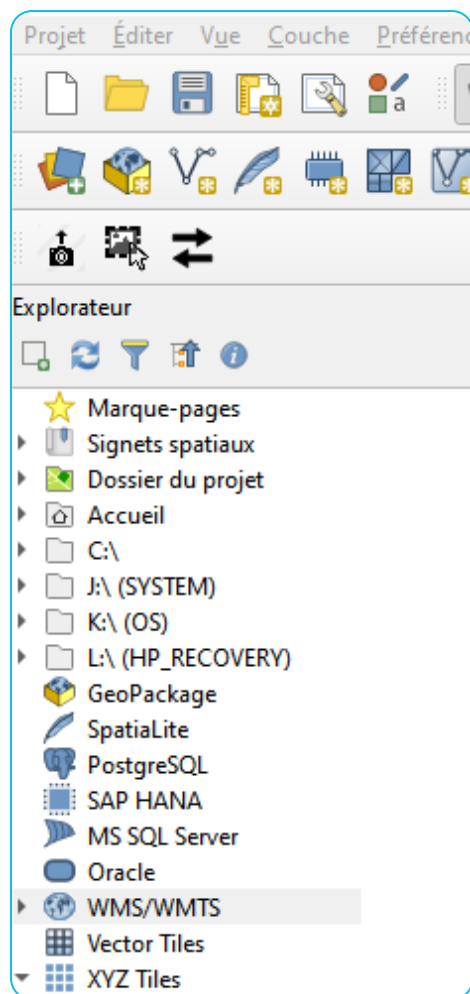 Projet Éditer Vue Couche Préférenc
a
Explorateur
Marque-pages
Signets spatiaux
Dossier du projet
Accueil
C:\
J:\ (SYSTEM)
K:\ (OS)
L:\ (HP_RECOVERY)
GeoPackage
SpatiaLite
PostgreSQL
SAP HANA
MS SQL Server
Oracle
WMS/WMTS
Vector Tiles
XYZ Tiles